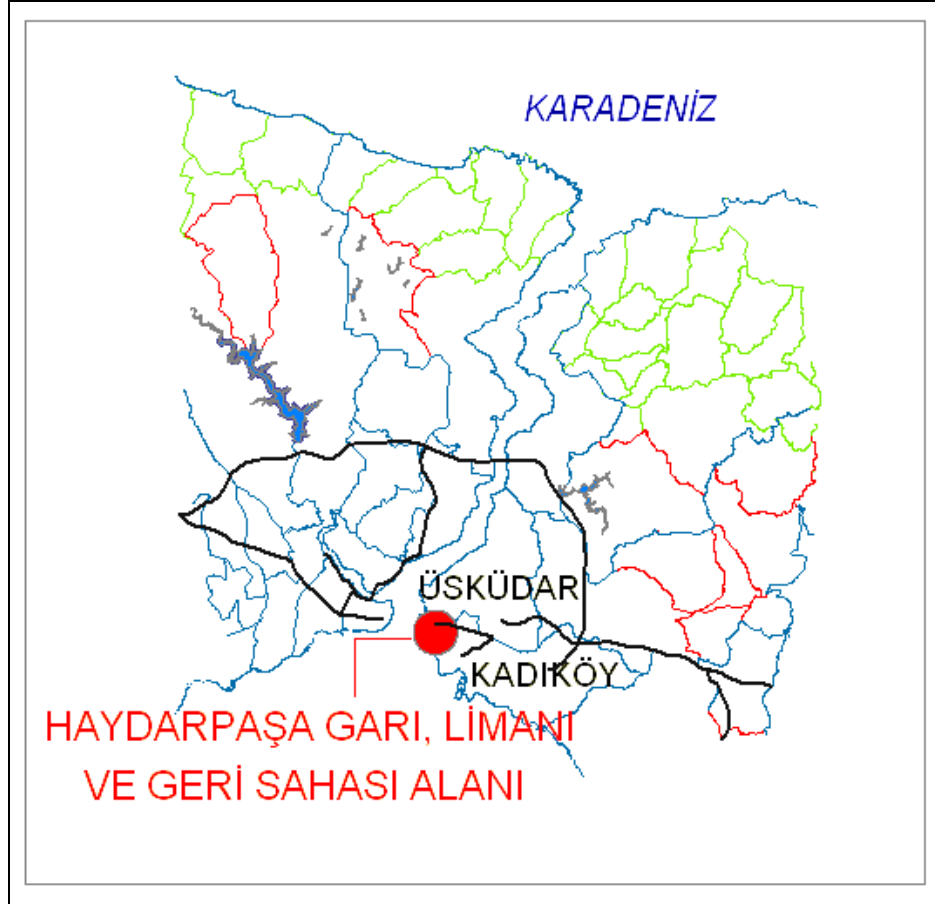 KARADENİZ
ÜSKÜDAR
KADIKÖY
HAYDARPAŞA GARI, LİMANI
VE GERİ SAHASI ALANI